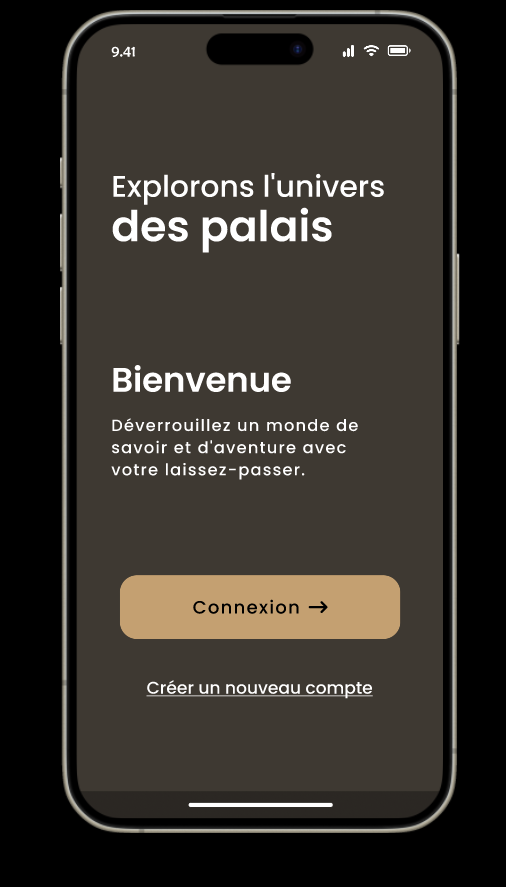 9.41
Explorons l'univers
des palais
Bienvenue
Déverrouillez un monde de
savoir et d'aventure avec
votre laissez-passer.
Connexion →
Créer un nouveau compte